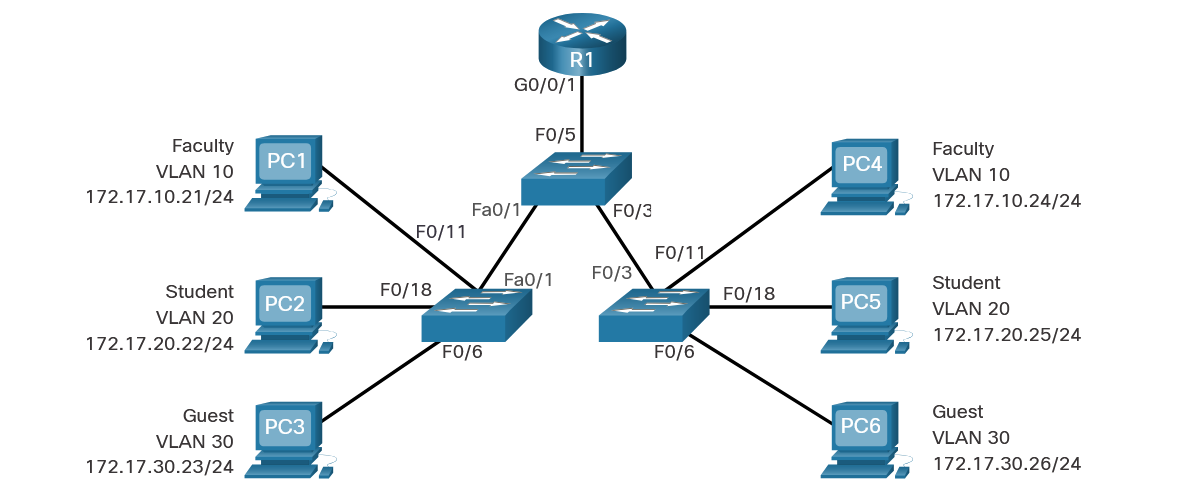 R1
G0/0/1
F0/5
Faculty
VLAN 10
172.17.10.21/24
PC1
PC4
Faculty
VLAN 10
172.17.10.24/24
Fa0/1
F0/3
F0/11
F0/11
Fa0/1
F0/3
Student
VLAN 20
172.17.20.22/24
PC2
F0/18
F0/18
PC5
Student
VLAN 20
172.17.20.25/24
F0/6
F0/6
Guest
VLAN 30
172.17.30.23/24
PC3
PC6
Guest
VLAN 30
172.17.30.26/24